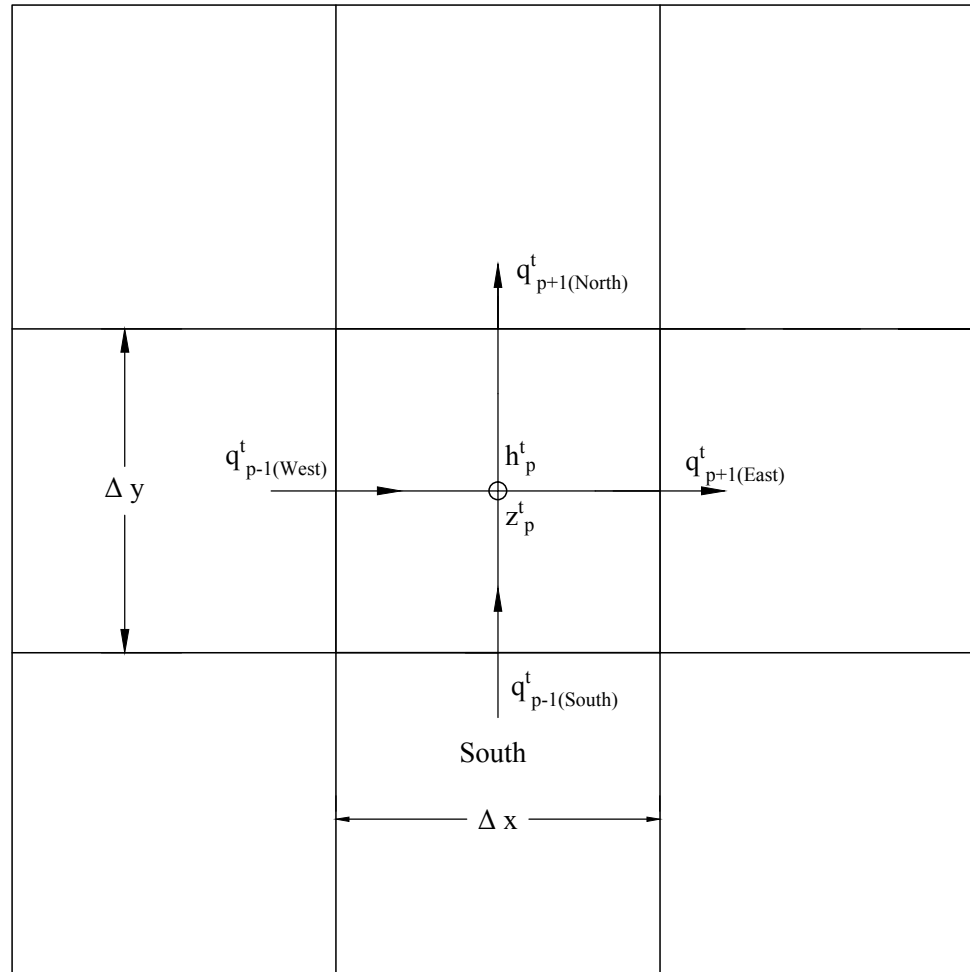 q^t_p+1(North)
q^t_p-1(West)
h^t_p
q^t_p+1(East)
Δ y
z^t_p
q^t_p-1(South)
South
Δ x